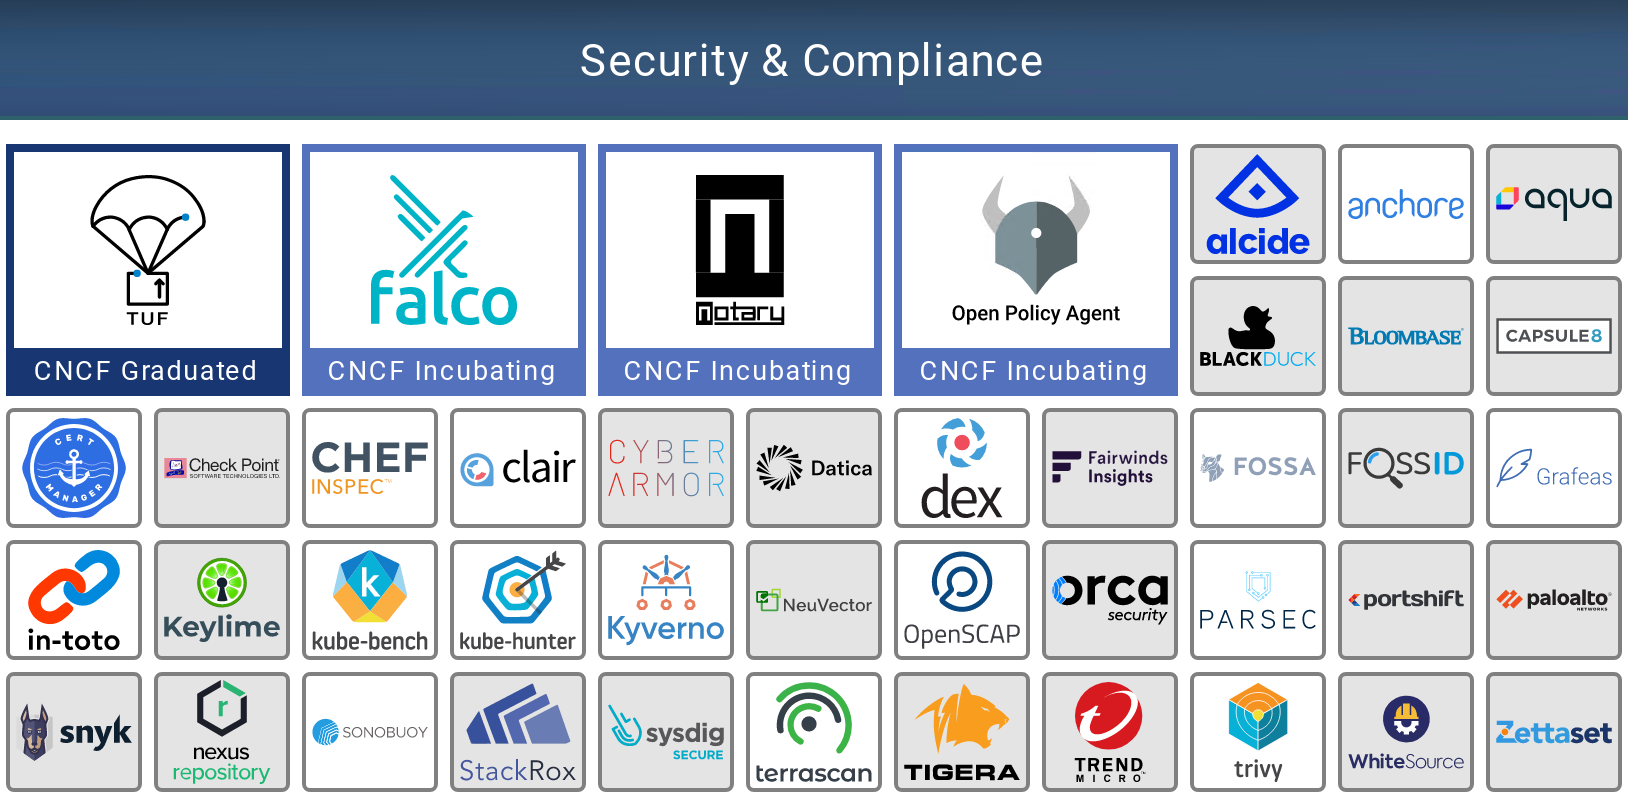 Security & Compliance
TUF
CNCF Graduated
falco
CNCF Incubating
notary
CNCF Incubating
Open Policy Agent
CNCF Incubating
alcide
anchore
aqua
BLACKDUCK
BLOOMBASE
CAPSULE8
CERT
MANAGER
Check Point
SOFTWARE TECHNOLOGIES LTD.
CHEF
INSPEC™
clair
CYBER
ARMOR
Datica
dex
Fairwinds
Insights
FOSSA
FOSSID
Grafeas
in-toto
Keylime
k
kube-bench
kube-hunter
Kyverno
NeuVector
OpenSCAP
orca
security
PARSEC
portshift
paloalto
NETWORKS
snyk
r
nexus
repository
SONOBUOY
StackRox
sysdig
SECURE
terrascan
TIGERA
TREND
MICRO™
trivy
WhiteSource
Zettaset